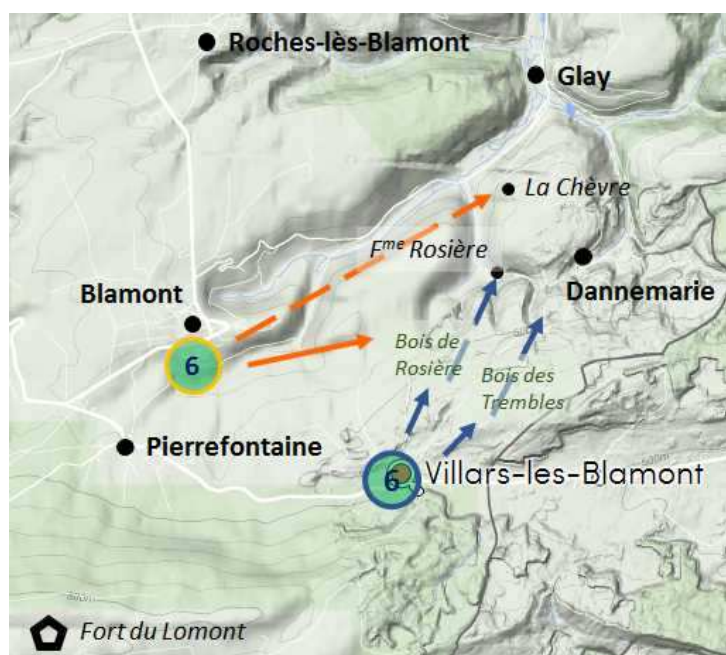 Roches-lès-Blamont
Glay
La Chèvre
Fme Rosière
Blamont
Dannemarie
6
Bois de
Rosière
Bois des
Trembles
Pierrefontaine
6
Villars-les-Blamont
Fort du Lomont